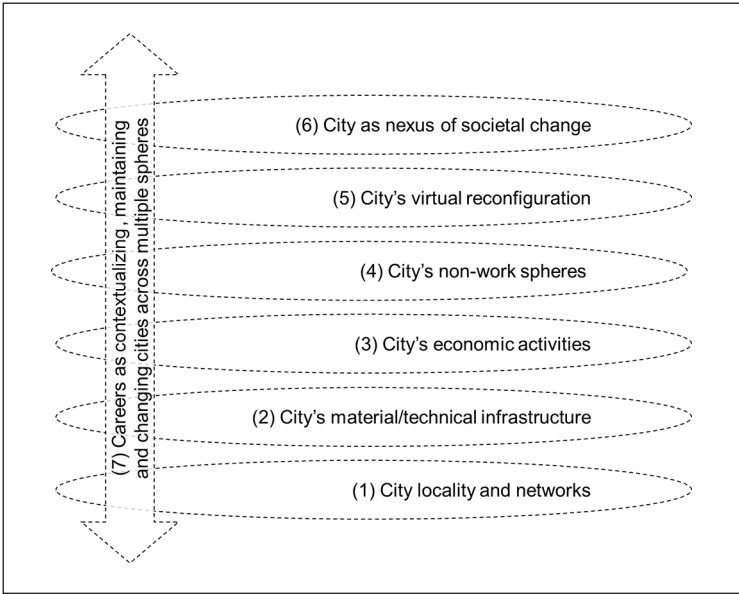 (6) City as nexus of societal change
(5) City's virtual reconfiguration
(4) City's non-work spheres
(3) City's economic activities
(2) City's material/technical infrastructure
(1) City locality and networks
(7) Careers as contextualizing, maintaining
and changing cities across multiple spheres